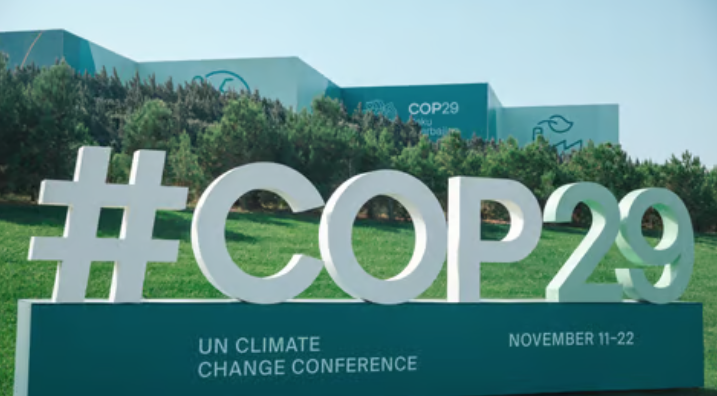 COP29
#COP29
UN CLIMATE
CHANGE CONFERENCE
NOVEMBER 11-22